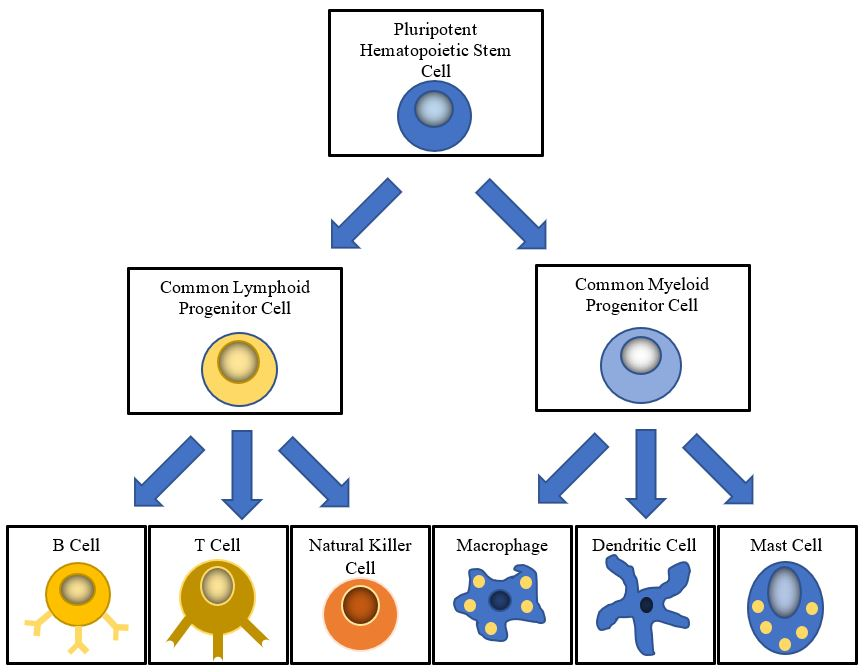 Pluripotent
Hematopoietic Stem
Cell
Common Lymphoid
Progenitor Cell
Common Myeloid
Progenitor Cell
B Cell
T Cell
Natural Killer
Cell
Macrophage
Dendritic Cell
Mast Cell